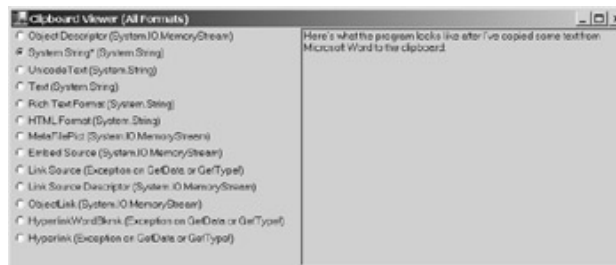 Clipboard Viewer (All Formats)
Object Descriptor (System.IO.MemoryStream)
System.String* (System.String)
UnicodeText (System.String)
Text (System.String)
Rich Text Format (System.String)
HTML Format (System.String)
MetaFilePict (System.IO.MemoryStream)
Embed Source (System.IO.MemoryStream)
Link Source (Exception on GetData or GetType!)
Link Source Descriptor (System.IO.MemoryStream)
ObjectLink (System.IO.MemoryStream)
HyperlinkWordBkmk (Exception on GetData or GetType!)
Hyperlink (Exception on GetData or GetType!)
Here's what the program looks like after I've copied some text from
Microsoft Word to the clipboard.